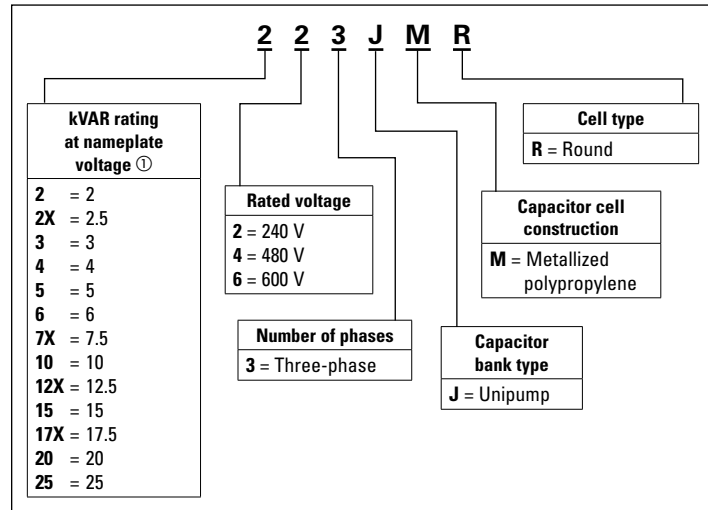 2 2 3 J M R
kVAR rating
at nameplate
voltage ①
2 = 2
2X = 2.5
3 = 3
4 = 4
5 = 5
6 = 6
7X = 7.5
10 = 10
12X = 12.5
15 = 15
17X = 17.5
20 = 20
25 = 25
Rated voltage
2 = 240 V
4 = 480 V
6 = 600 V
Number of phases
3 = Three-phase
Capacitor
bank type
J = Unipump
Capacitor cell
construction
M = Metallized
polypropylene
Cell type
R = Round